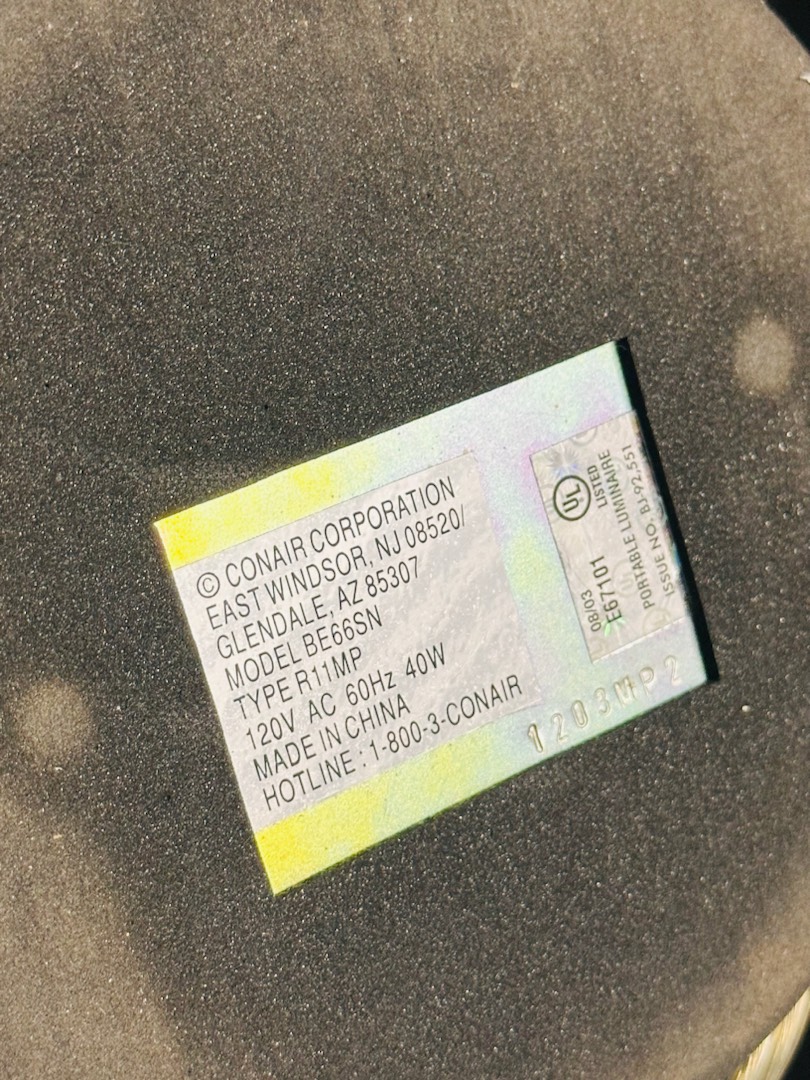 © CONAIR CORPORATION
EAST WINDSOR, NJ 08520/
GLENDALE, AZ 85307
MODEL BE66SN
TYPE R11MP
120V AC 60Hz 40W
MADE IN CHINA
HOTLINE : 1-800-3-CONAIR
UL LISTED
08/03 E67101
PORTABLE LUMINAIRE
ISSUE NO. BJ-92,551
1203MP2